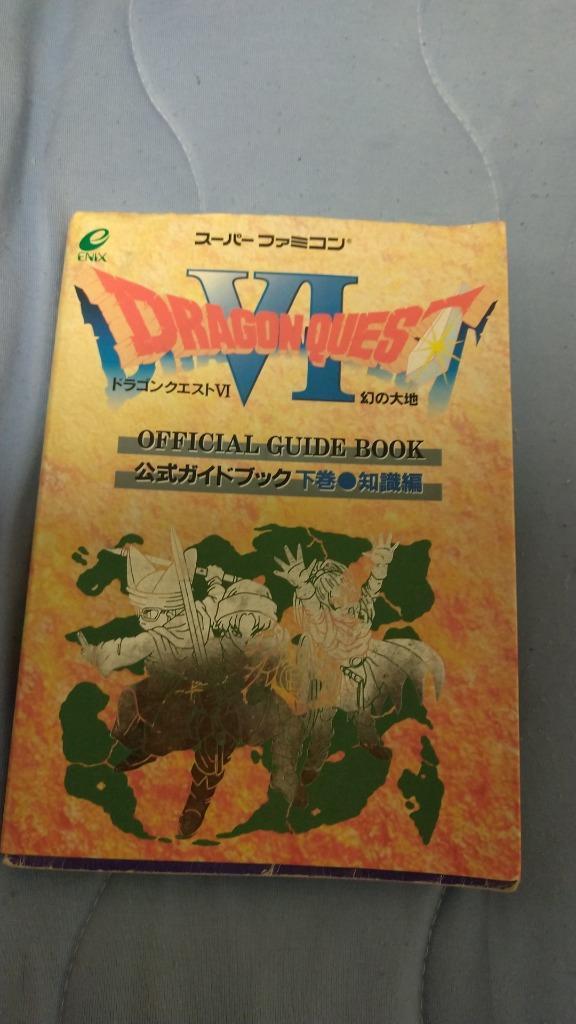 スーパーファミコン®
ENIX
VI
DRAGON QUEST
ドラゴンクエストVI
幻の大地
OFFICIAL GUIDE BOOK
公式ガイドブック 下巻●知識編